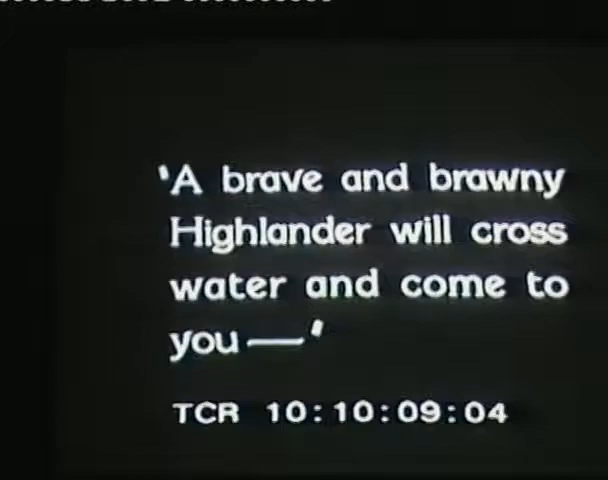 'A brave and brawny
Highlander will cross
water and come to
you—'
TCR 10:10:09:04